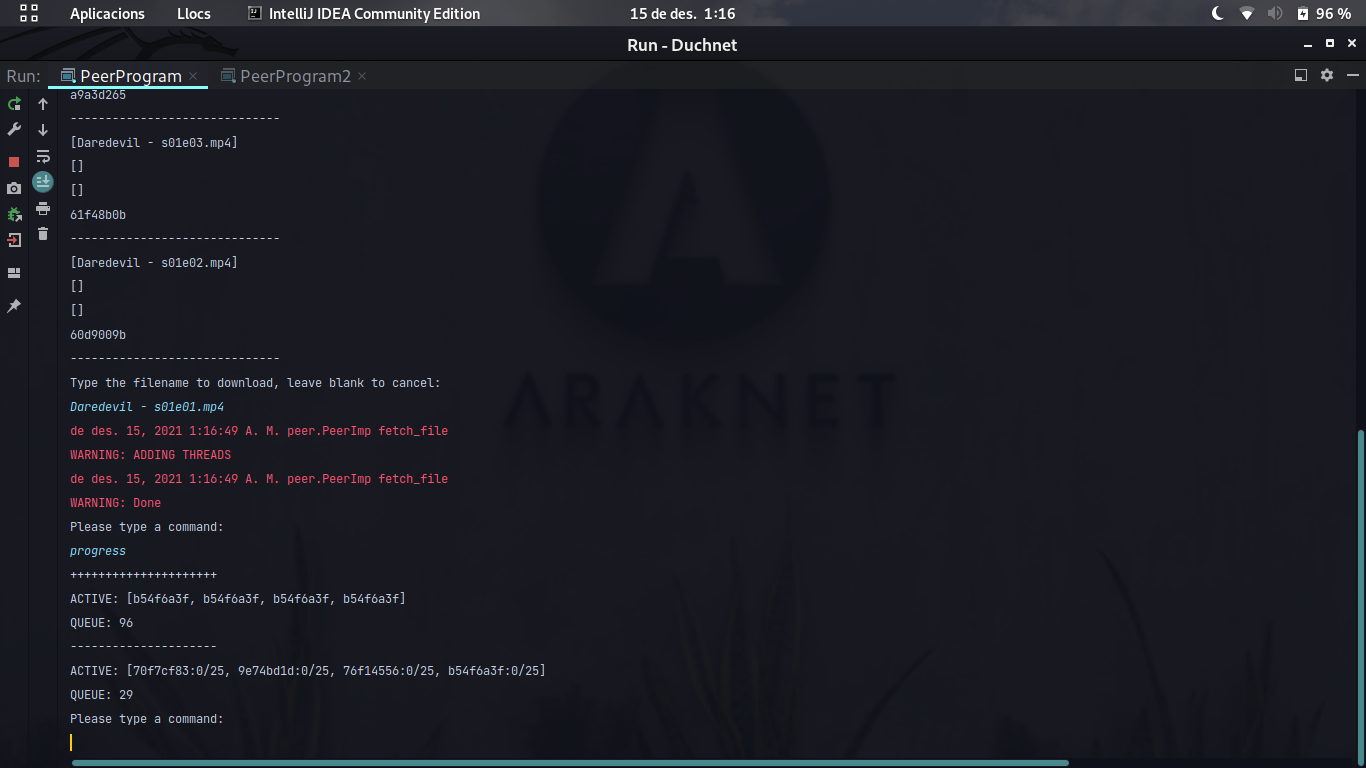 Aplicacions Llocs IntelliJ IDEA Community Edition 15 de des. 1:16 96 %
Run - Duchnet
Run: PeerProgram × PeerProgram2 ×
a9a3d265
------------------------------
[Daredevil - s01e03.mp4]
[]
[]
61f48b0b
------------------------------
[Daredevil - s01e02.mp4]
[]
[]
60d9009b
------------------------------
Type the filename to download, leave blank to cancel:
Daredevil - s01e01.mp4
de des. 15, 2021 1:16:49 A. M. peer.PeerImp fetch_file
WARNING: ADDING THREADS
de des. 15, 2021 1:16:49 A. M. peer.PeerImp fetch_file
WARNING: Done
Please type a command:
progress
+++++++++++++++++++++
ACTIVE: [b54f6a3f, b54f6a3f, b54f6a3f, b54f6a3f]
QUEUE: 96
---------------------
ACTIVE: [70f7cf83:0/25, 9e74bd1d:0/25, 76f14556:0/25, b54f6a3f:0/25]
QUEUE: 29
Please type a command:
ARAKNET